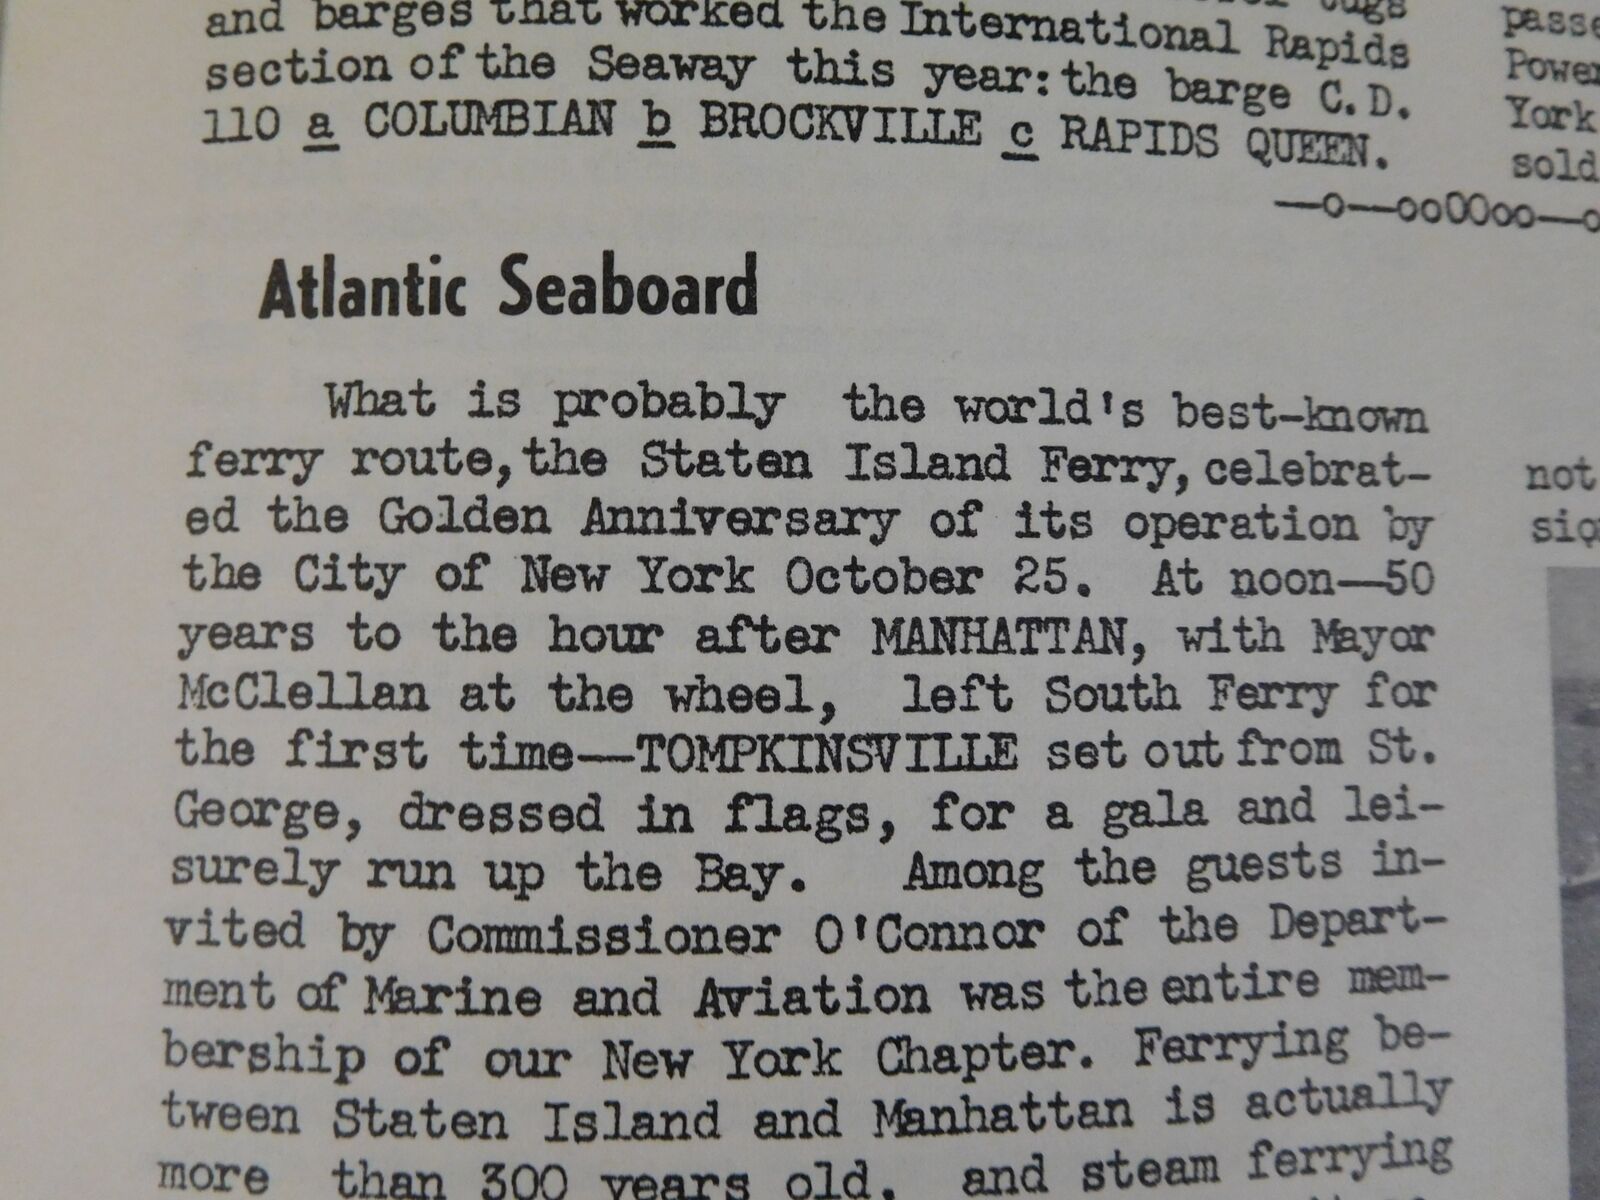 and barges that worked the International Rapids
section of the Seaway this year: the barge C.D.
110 a COLUMBIAN b BROCKVILLE c RAPIDS QUEEN.
Power
York
sold
—o—ooOOoo—o
Atlantic Seaboard
What is probably the world's best-known
ferry route, the Staten Island Ferry, celebrat-
ed the Golden Anniversary of its operation by
the City of New York October 25. At noon—50
years to the hour after MANHATTAN, with Mayor
McClellan at the wheel, left South Ferry for
the first time—TOMPKINSVILLE set out from St.
George, dressed in flags, for a gala and lei-
surely run up the Bay. Among the guests in-
vited by Commissioner O'Connor of the Depart-
ment of Marine and Aviation was the entire mem-
bership of our New York Chapter. Ferrying be-
tween Staten Island and Manhattan is actually
more than 300 years old, and steam ferrying
not